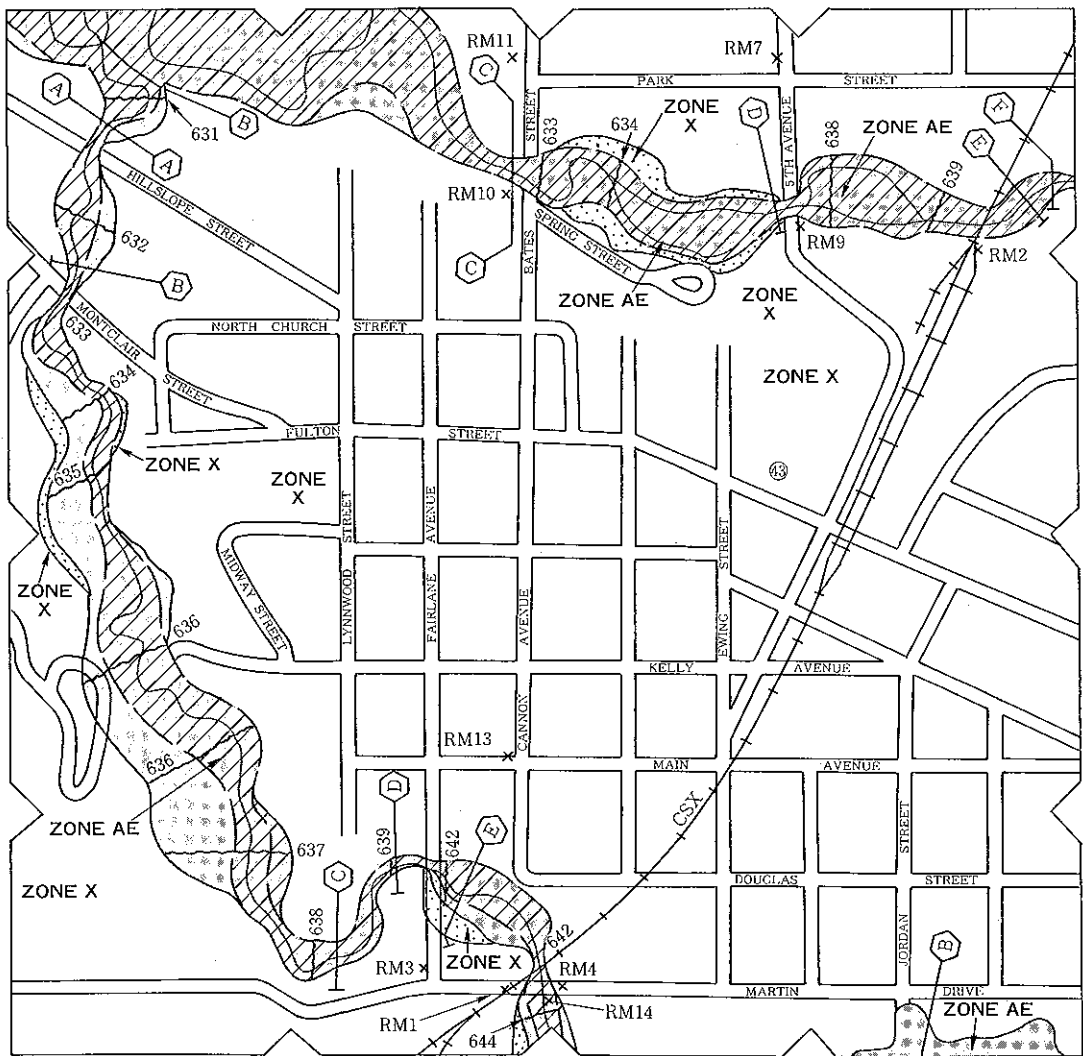 RM11
C
RM7
PARK STREET
STREET
A
A
B
631
633
634
ZONE
X
D
5TH AVENUE
638
ZONE AE
F
E
639
HILLSLOPE STREET
RM10
632
B
C
BATES
SPRING STREET
ZONE AE
RM9
RM2
ZONE
X
633
MONTCLAIR STREET
NORTH CHURCH STREET
634
ZONE X
FULTON STREET
ZONE X
635
ZONE
X
43
ZONE
X
MIDWAY STREET
LYNNWOOD STREET
FAIRLANE AVENUE
CANNON AVENUE
EWING STREET
636
KELLY AVENUE
636
RM13
MAIN AVENUE
CSX
ZONE AE
D
639
642
E
637
ZONE X
C
638
DOUGLAS STREET
JORDAN STREET
642
B
RM3
ZONE X
RM4
MARTIN DRIVE
RM1
RM14
644
ZONE AE